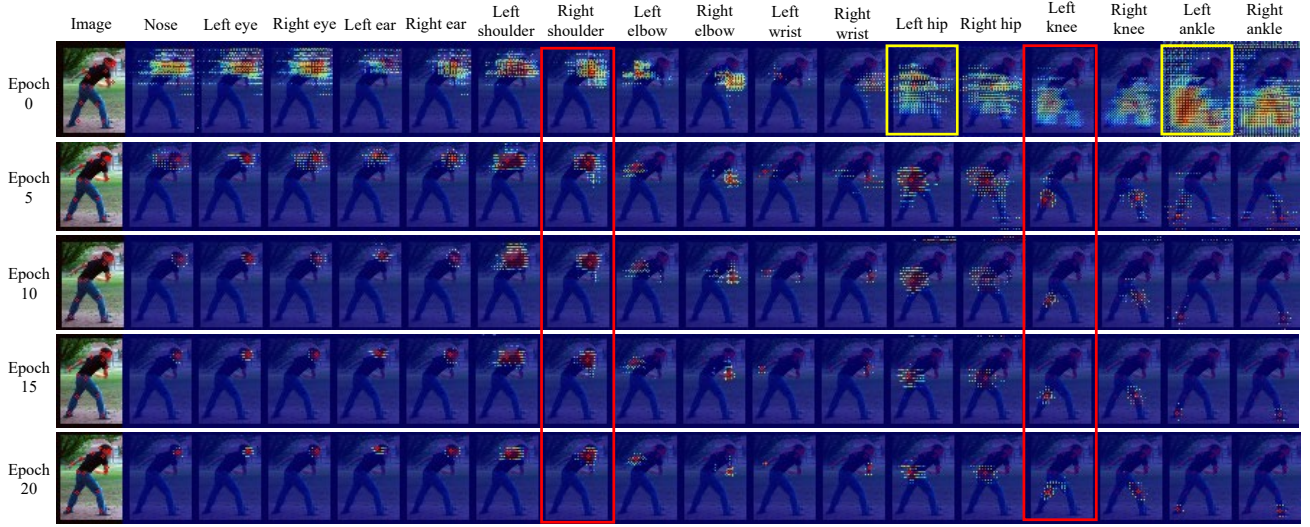 Image Nose Left eye Right eye Left ear Right ear Left shoulder Right shoulder Left elbow Right elbow Left wrist Right wrist Left hip Right hip Left knee Right knee Left ankle Right ankle
Epoch
0
Epoch
5
Epoch
10
Epoch
15
Epoch
20